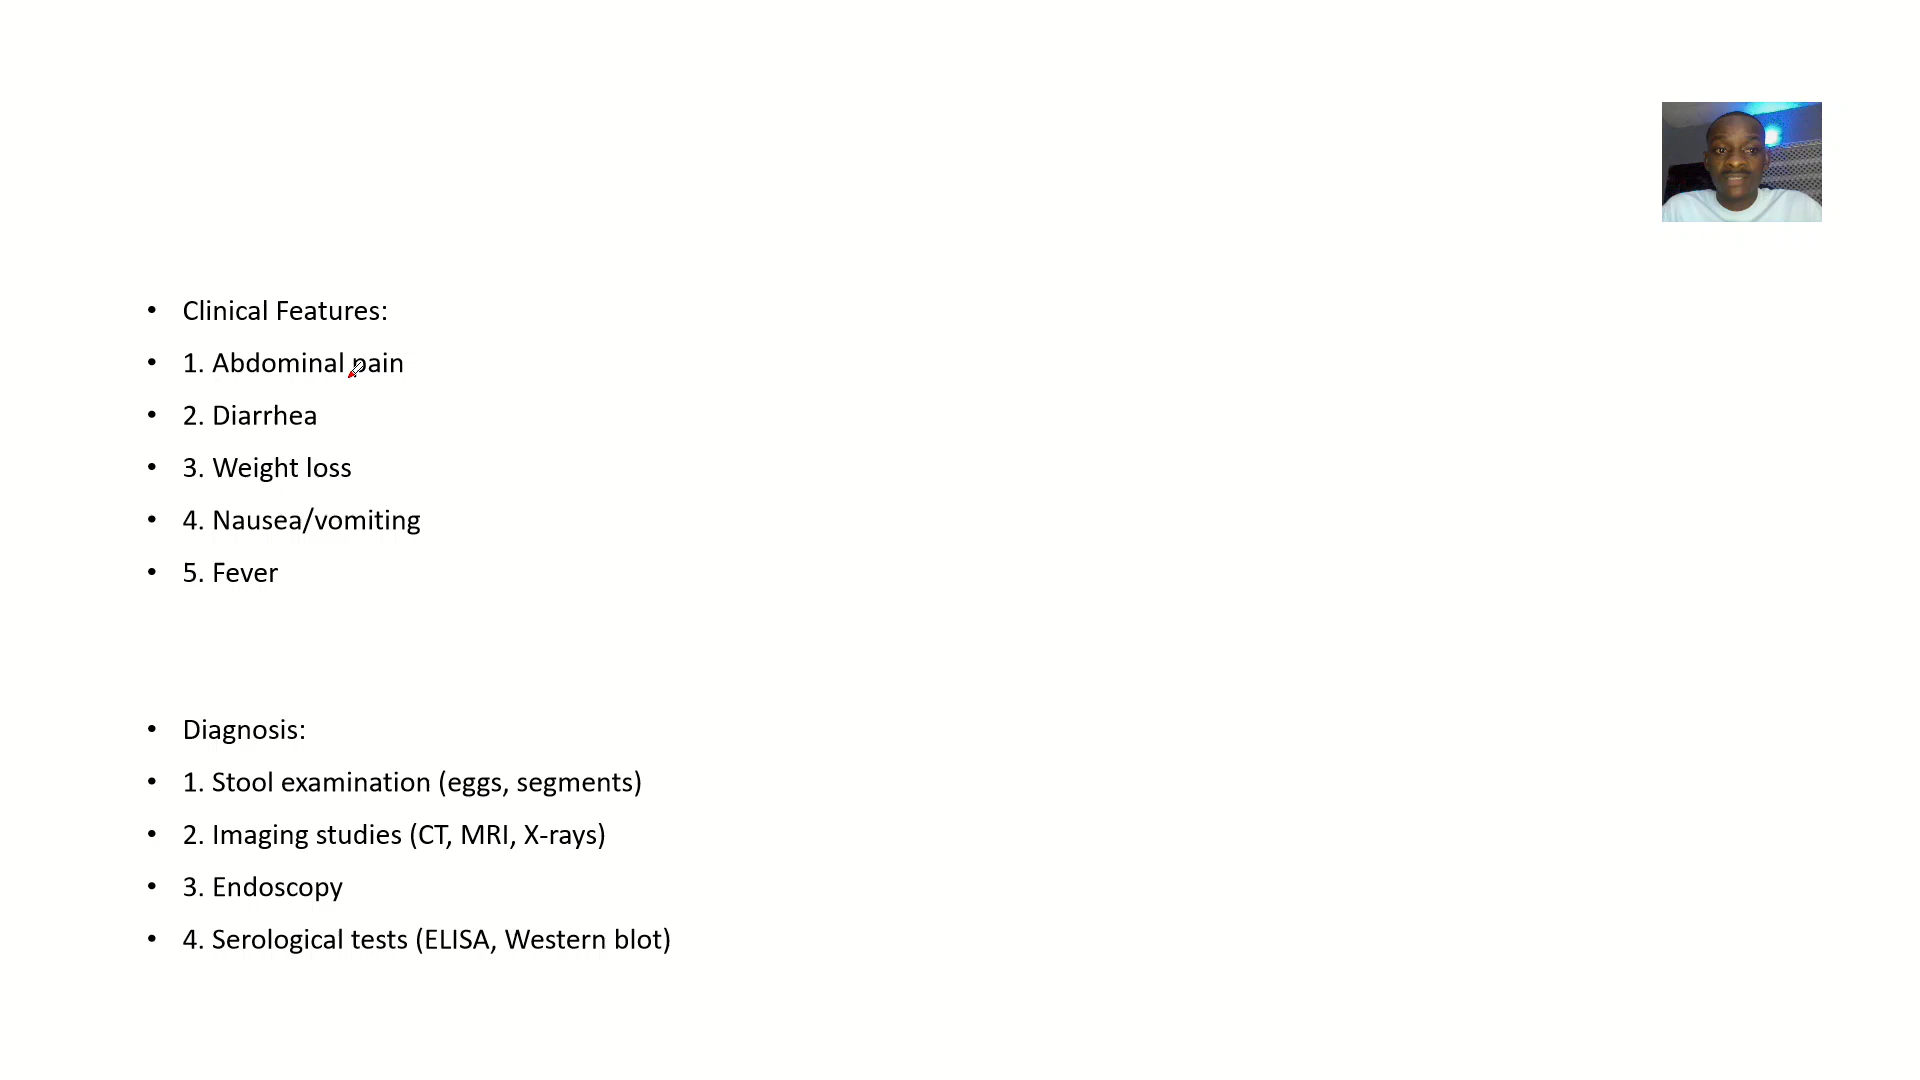 • Clinical Features:
• 1. Abdominal pain
• 2. Diarrhea
• 3. Weight loss
• 4. Nausea/vomiting
• 5. Fever
• Diagnosis:
• 1. Stool examination (eggs, segments)
• 2. Imaging studies (CT, MRI, X-rays)
• 3. Endoscopy
• 4. Serological tests (ELISA, Western blot)